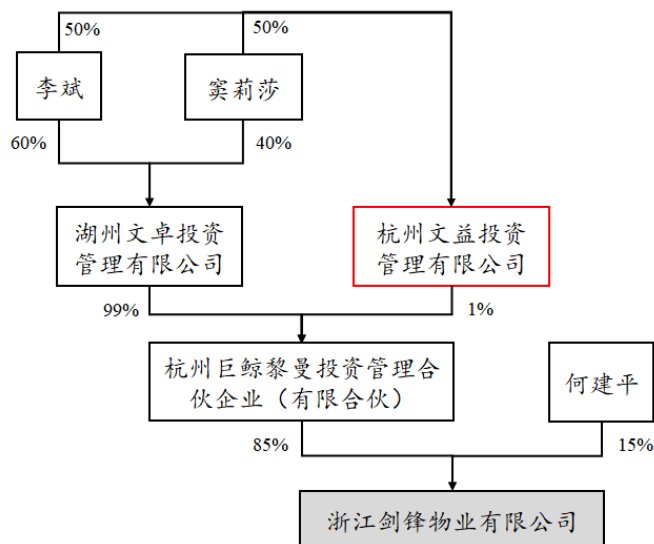 50%
50%
李斌
窦莉莎
60%
40%
湖州文卓投资
管理有限公司
杭州文益投资
管理有限公司
99%
1%
杭州巨鲸黎曼投资管理合
伙企业（有限合伙）
何建平
85%
15%
浙江剑锋物业有限公司